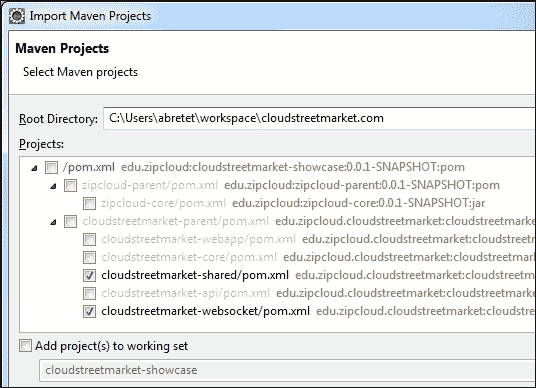 Import Maven Projects
Maven Projects
Select Maven projects
Root Directory: C:\Users\abretet\workspace\cloudstreetmarket.com
Projects:
/pom.xml edu.zipcloud:cloudstreetmarket-showcase:0.0.1-SNAPSHOT:pom
zipcloud-parent/pom.xml edu.zipcloud:zipcloud-parent:0.0.1-SNAPSHOT:pom
zipcloud-core/pom.xml edu.zipcloud:zipcloud-core:0.0.1-SNAPSHOT:jar
cloudstreetmarket-parent/pom.xml edu.zipcloud.cloudstreetmarket:cloudstreetmar
cloudstreetmarket-webapp/pom.xml edu.zipcloud.cloudstreetmarket:cloudst
cloudstreetmarket-core/pom.xml edu.zipcloud.cloudstreetmarket:cloudstree
cloudstreetmarket-shared/pom.xml edu.zipcloud.cloudstreetmarket:cloudst
cloudstreetmarket-api/pom.xml edu.zipcloud.cloudstreetmarket:cloudstreet
cloudstreetmarket-websocket/pom.xml edu.zipcloud.cloudstreetmarket:clo
Add project(s) to working set
cloudstreetmarket-showcase